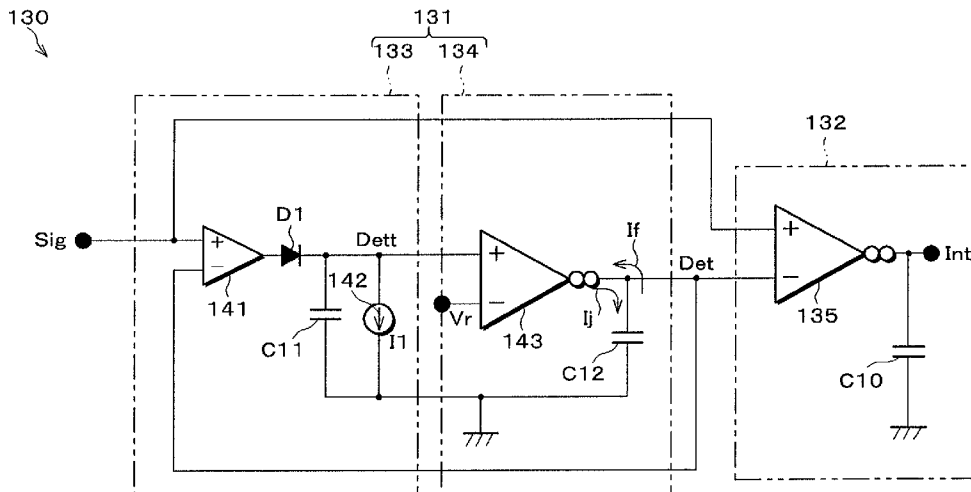 130
131
133 134
132
Sig
D1
Dett
If
Det
Int
+
−
+
−
+
−
141
142
I1
C11
Vr
143
Ij
C12
135
C10